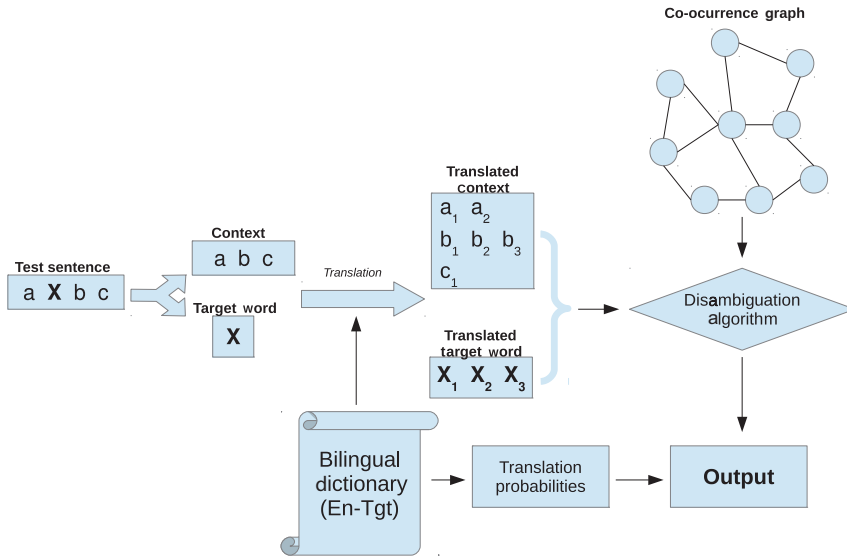 Co-ocurrence graph
Translated
context
a1 a2
b1 b2 b3
c1
Context
a b c
Test sentence
a X b c
Translation
Target word
X
Disambiguation
algorithm
Translated
target word
X1 X2 X3
Bilingual
dictionary
(En-Tgt)
Translation
probabilities
Output